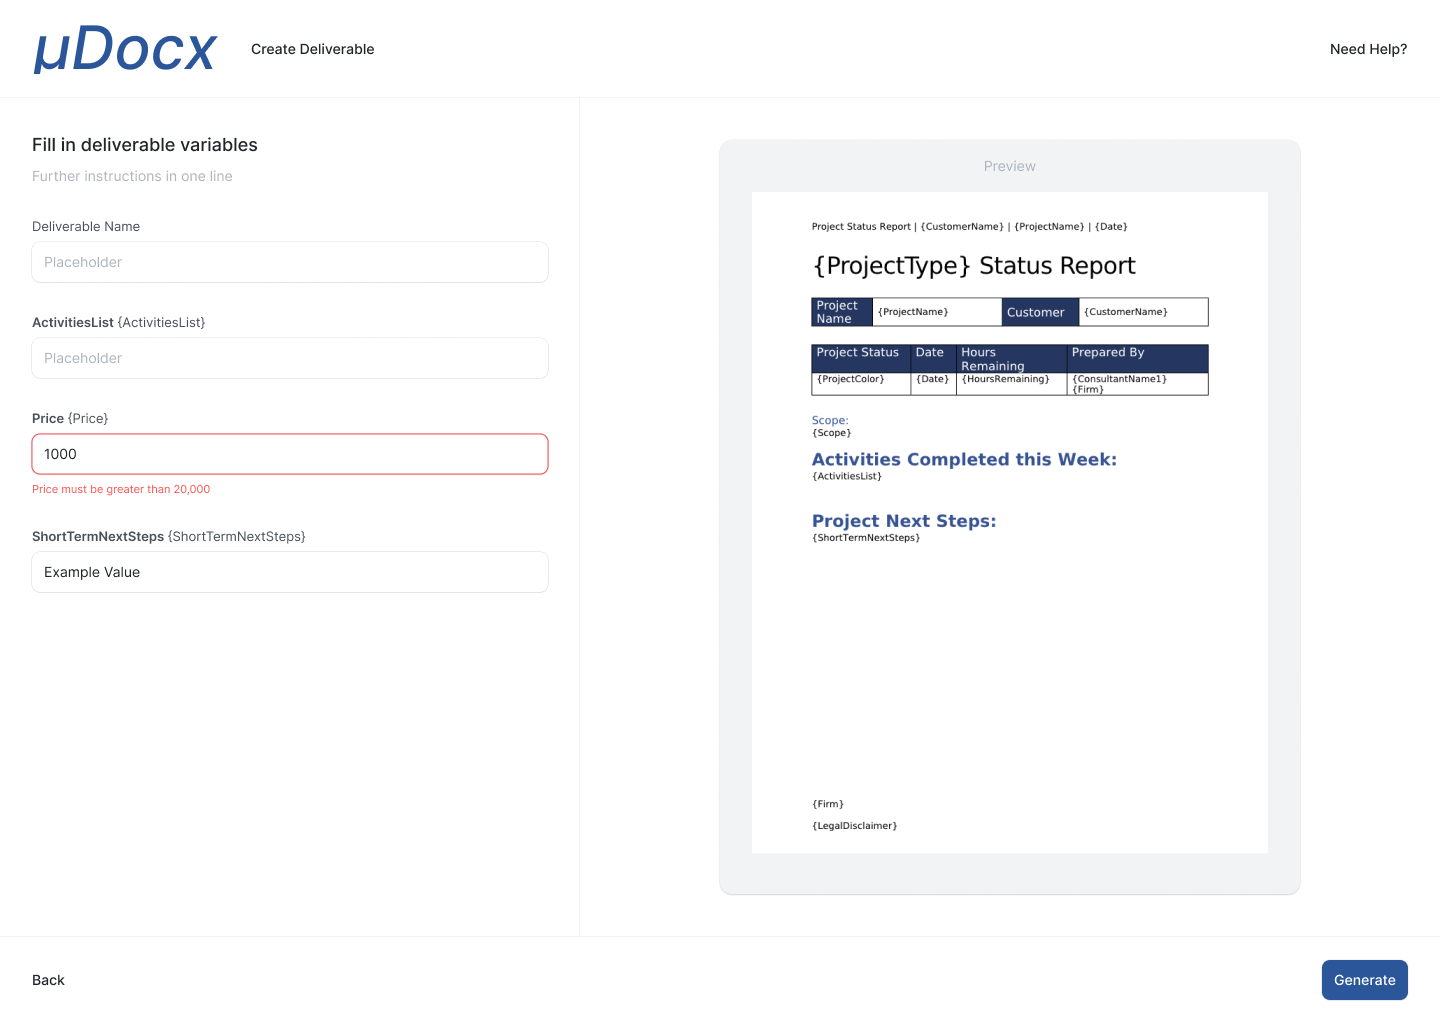 μDocx
Create Deliverable
Need Help?
Fill in deliverable variables
Further instructions in one line
Deliverable Name
Placeholder
ActivitiesList {ActivitiesList}
Placeholder
Price {Price}
1000
Price must be greater than 20,000
ShortTermNextSteps {ShortTermNextSteps}
Example Value
Preview
Project Status Report | {CustomerName} | {ProjectName} | {Date}
{ProjectType} Status Report
Project
Name
{ProjectName}
Customer
{CustomerName}
Project Status
Date
Hours
Remaining
Prepared By
{ProjectColor}
{Date}
{HoursRemaining}
{ConsultantName1}
{Firm}
Scope:
{Scope}
Activities Completed this Week:
{ActivitiesList}
Project Next Steps:
{ShortTermNextSteps}
{Firm}
{LegalDisclaimer}
Back
Generate